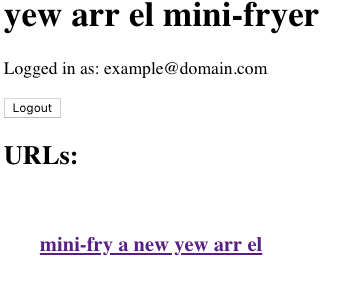 yew arr el mini-fryer
Logged in as: example@domain.com
Logout
URLs:
mini-fry a new yew arr el